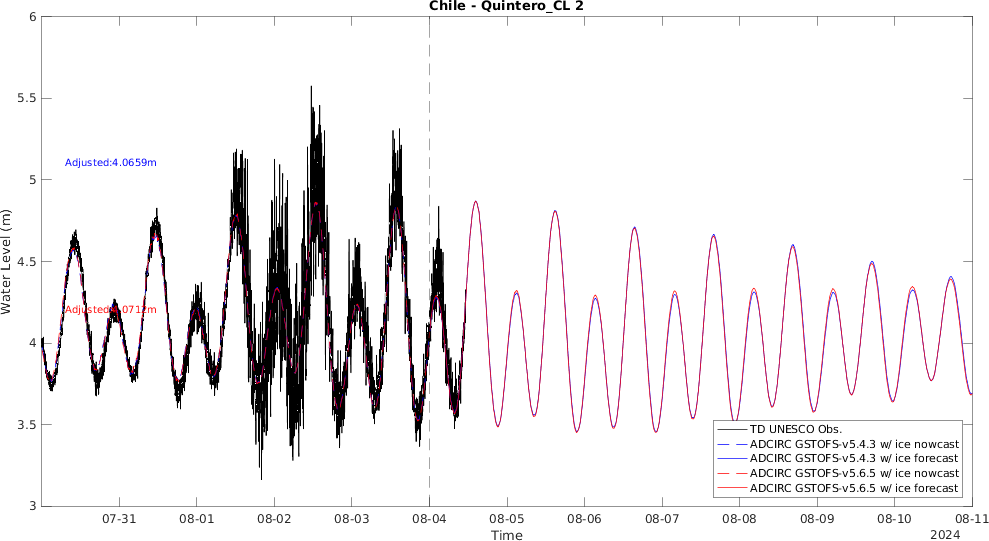 Chile - Quintero_CL 2
6
5.5
5
4.5
4
3.5
3
Water Level (m)
Adjusted:4.0659m
Adjusted:4.0712m
TD UNESCO Obs.
ADCIRC GSTOFS-v5.4.3 w/ ice nowcast
ADCIRC GSTOFS-v5.4.3 w/ ice forecast
ADCIRC GSTOFS-v5.6.5 w/ ice nowcast
ADCIRC GSTOFS-v5.6.5 w/ ice forecast
07-31 08-01 08-02 08-03 08-04 08-05 08-06 08-07 08-08 08-09 08-10 08-11
Time
2024